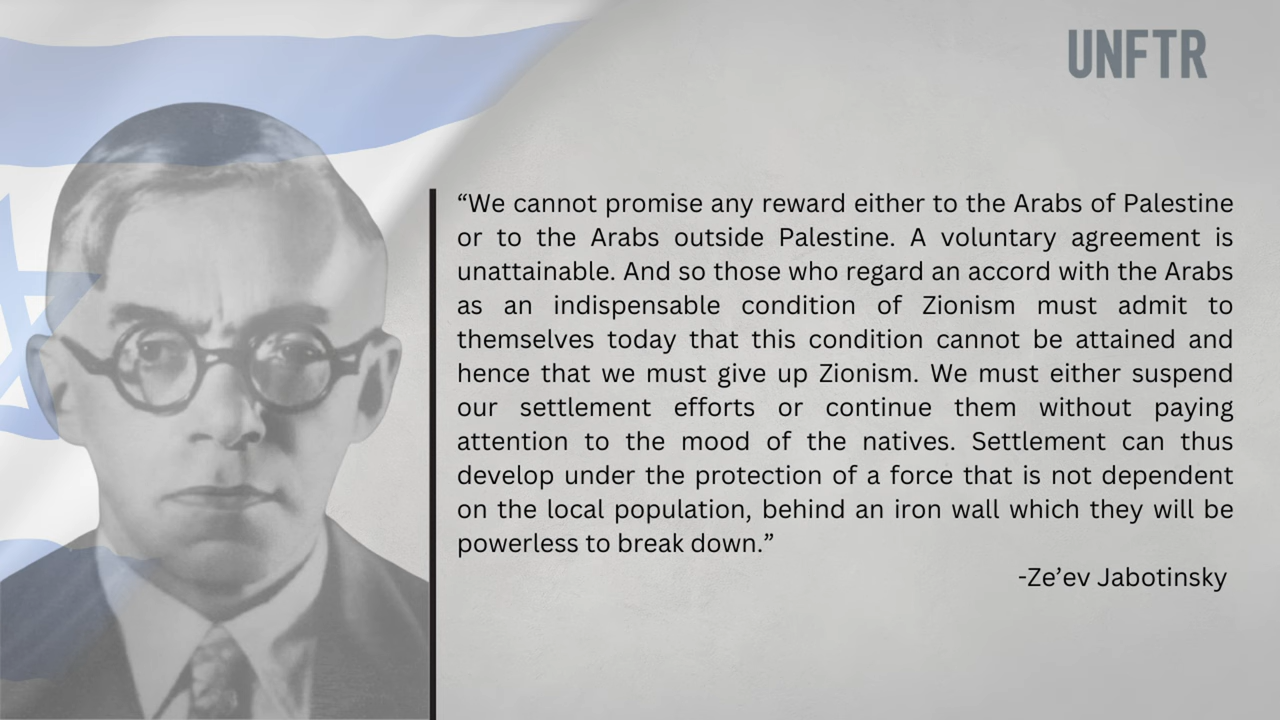 UNFTR
“We cannot promise any reward either to the Arabs of Palestine
or to the Arabs outside Palestine. A voluntary agreement is
unattainable. And so those who regard an accord with the Arabs
as an indispensable condition of Zionism must admit to
themselves today that this condition cannot be attained and
hence that we must give up Zionism. We must either suspend
our settlement efforts or continue them without paying
attention to the mood of the natives. Settlement can thus
develop under the protection of a force that is not dependent
on the local population, behind an iron wall which they will be
powerless to break down.”
-Ze’ev Jabotinsky